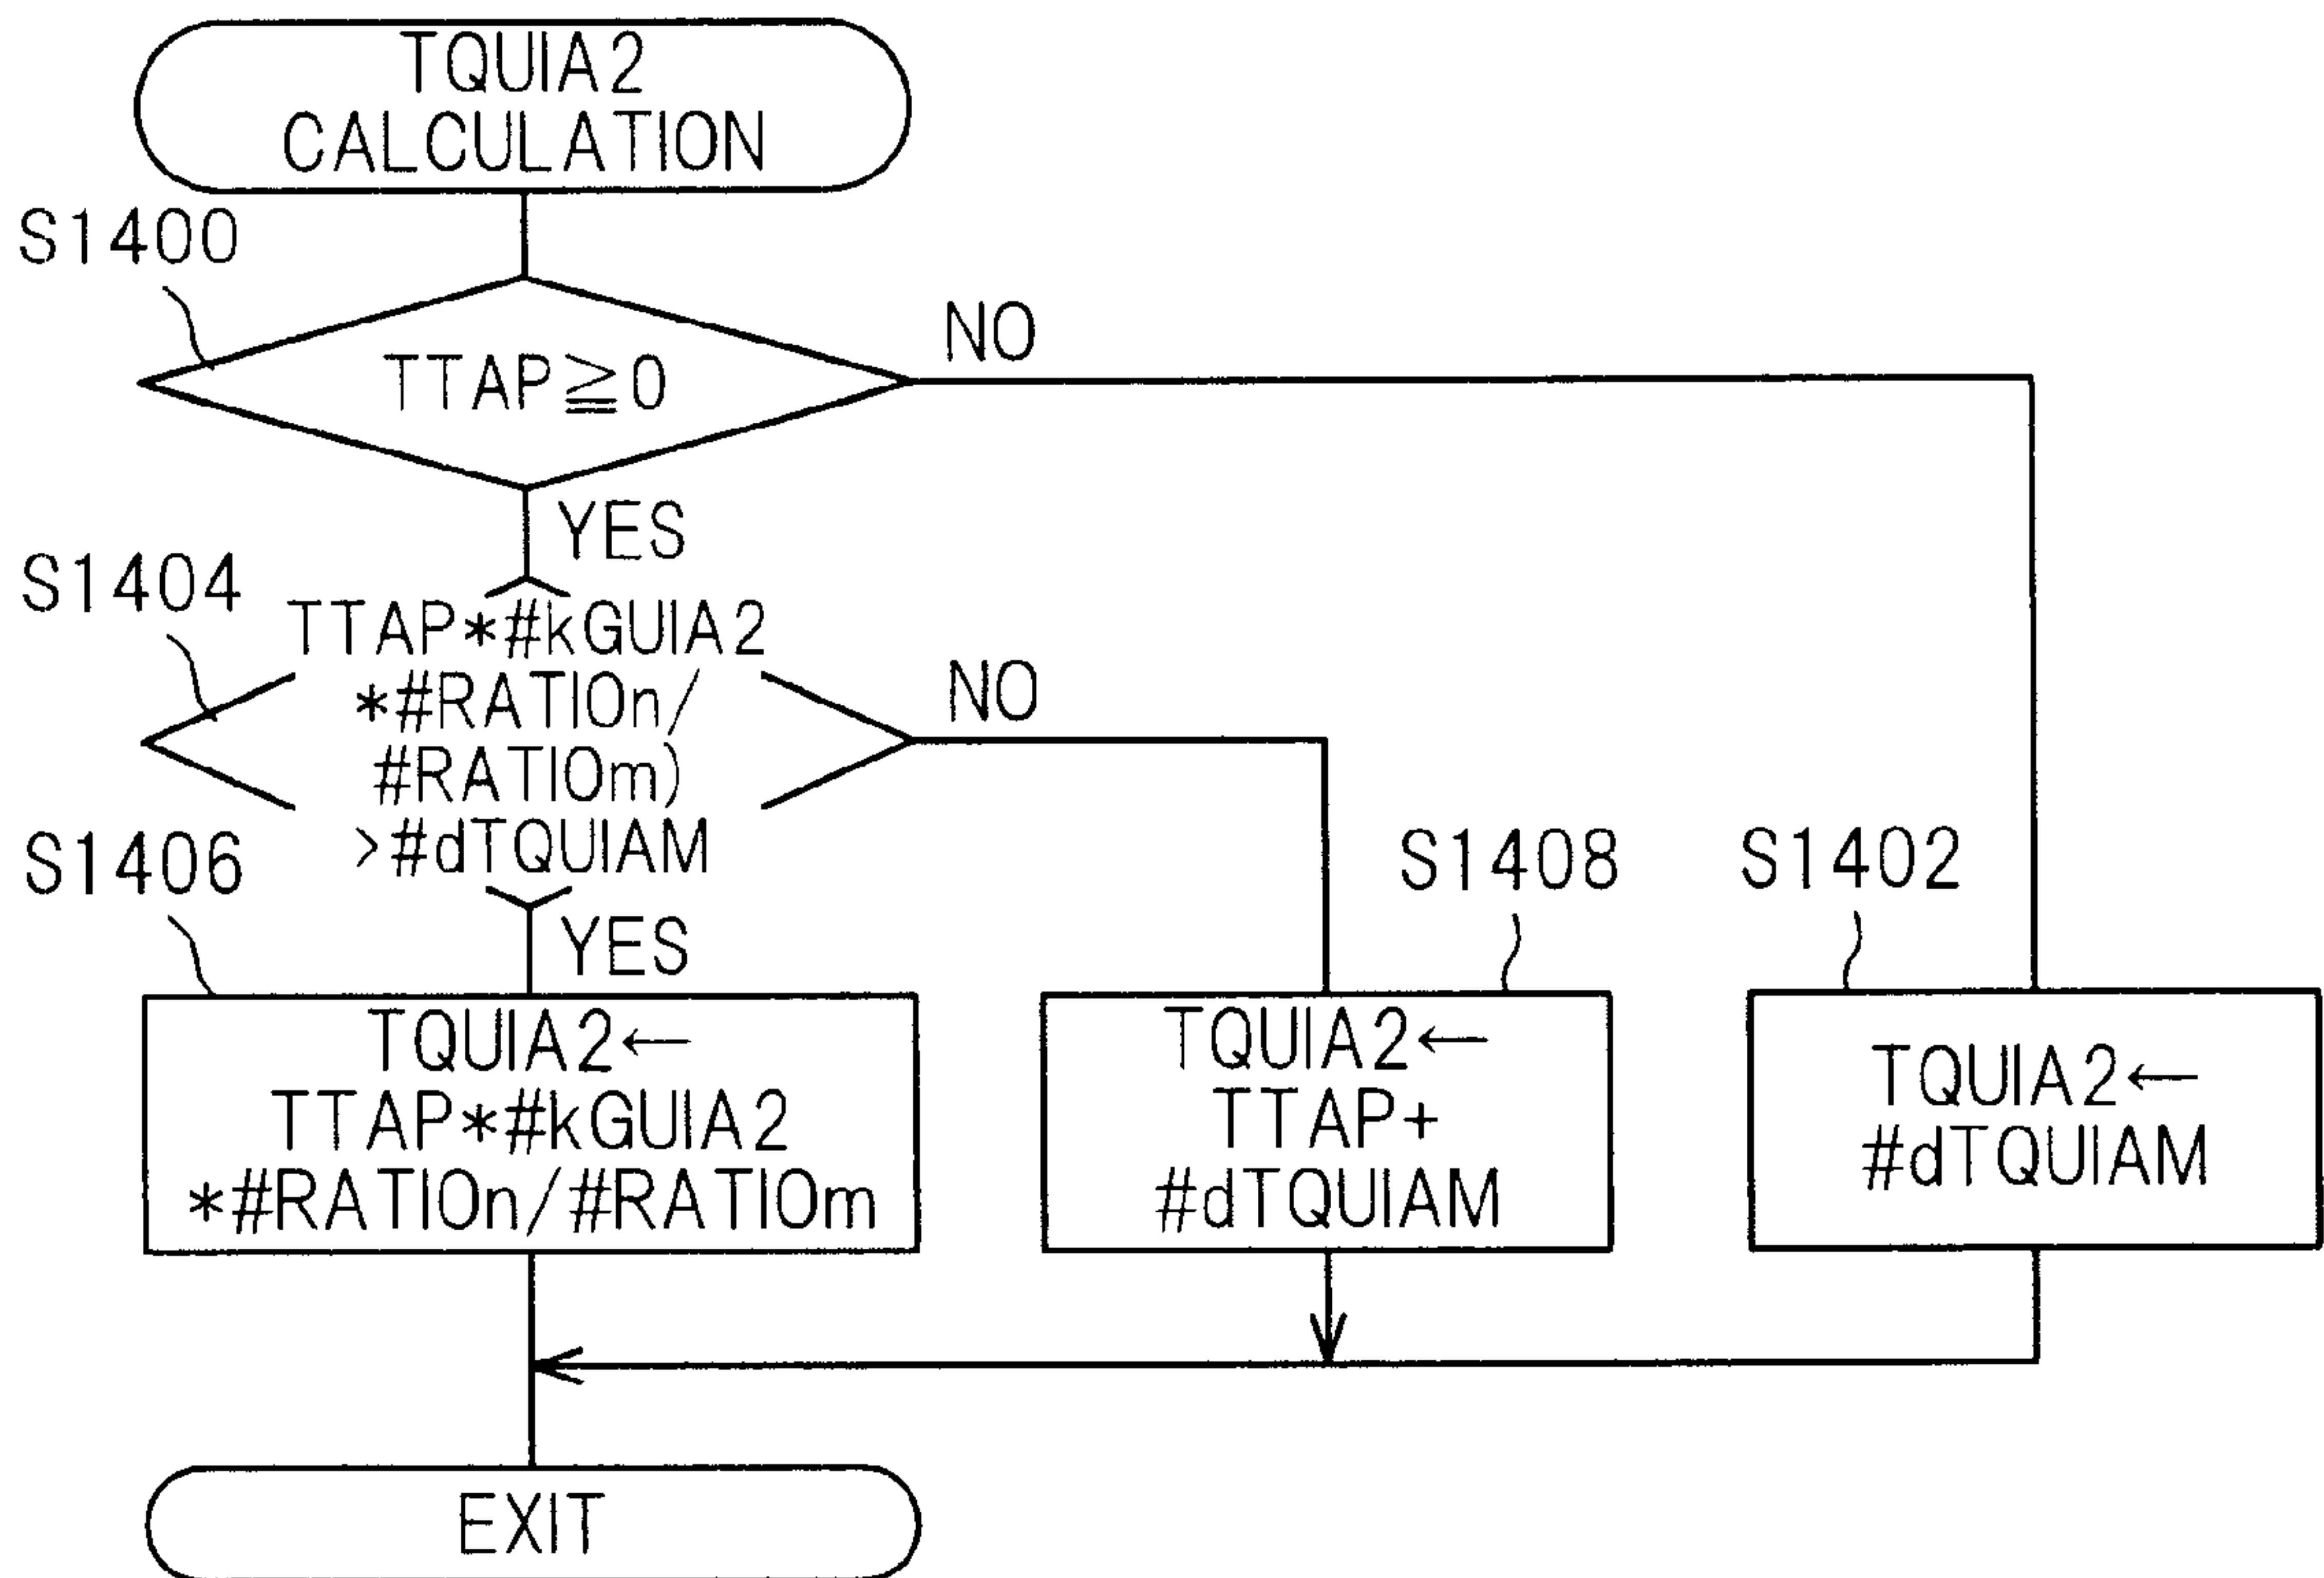 TQUIA2
CALCULATION
S1400
TTAP≧0
NO
YES
S1404
TTAP*#kGUIA2
*#RATIOn/
#RATIOm)
>#dTQUIAM
NO
YES
S1406
TQUIA2←
TTAP*#kGUIA2
*#RATIOn/#RATIOm
S1408
TQUIA2←
TTAP+
#dTQUIAM
S1402
TQUIA2←
#dTQUIAM
EXIT